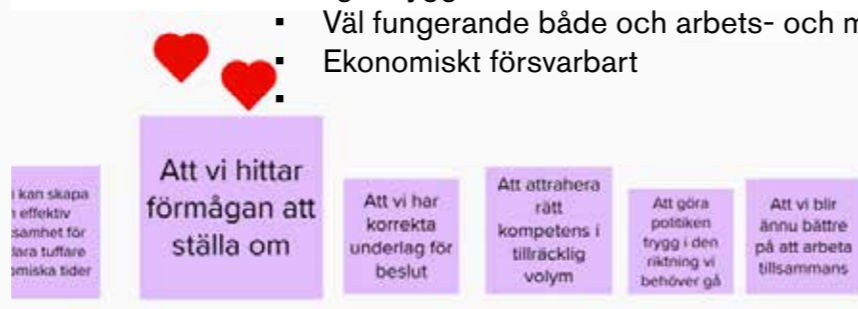 Väl fungerande både och arbets- och m
Ekonomiskt försvarbart
kan skapa
effektiv
samhet för
tuffare
tider
Att vi hittar
förmågan att
ställa om
Att vi har
korrekta
underlag för
beslut
Att attrahera
rätt
kompetens i
tillräcklig
volym
Att göra
politiken
trygg i den
riktning vi
behöver gå
Att vi blir
ännu bättre
på att arbeta
tillsammans